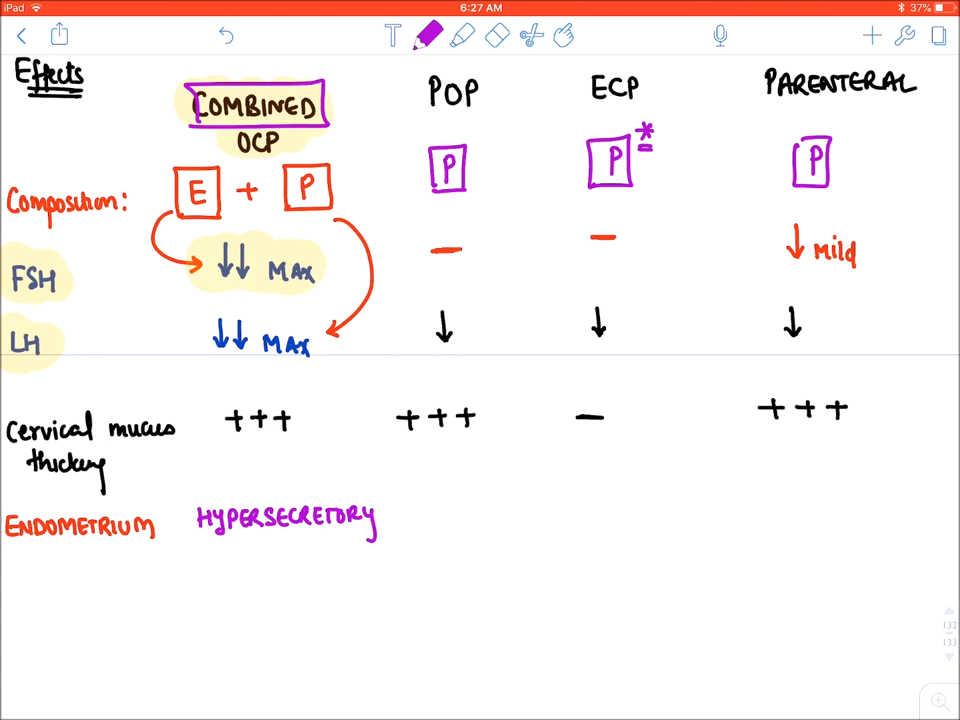 iPad
6:27 AM
37%
Effects
COMBINED
OCP
POP
ECP
PARENTERAL
Composition:
E + P
P
P*
P
FSH
↓↓ MAX
–
–
↓ Mild
LH
↓↓ MAX
↓
↓
↓
Cervical mucus
thickng
+++
+++
–
+++
ENDOMETRIUM
HYPERSECRETORY
132
133